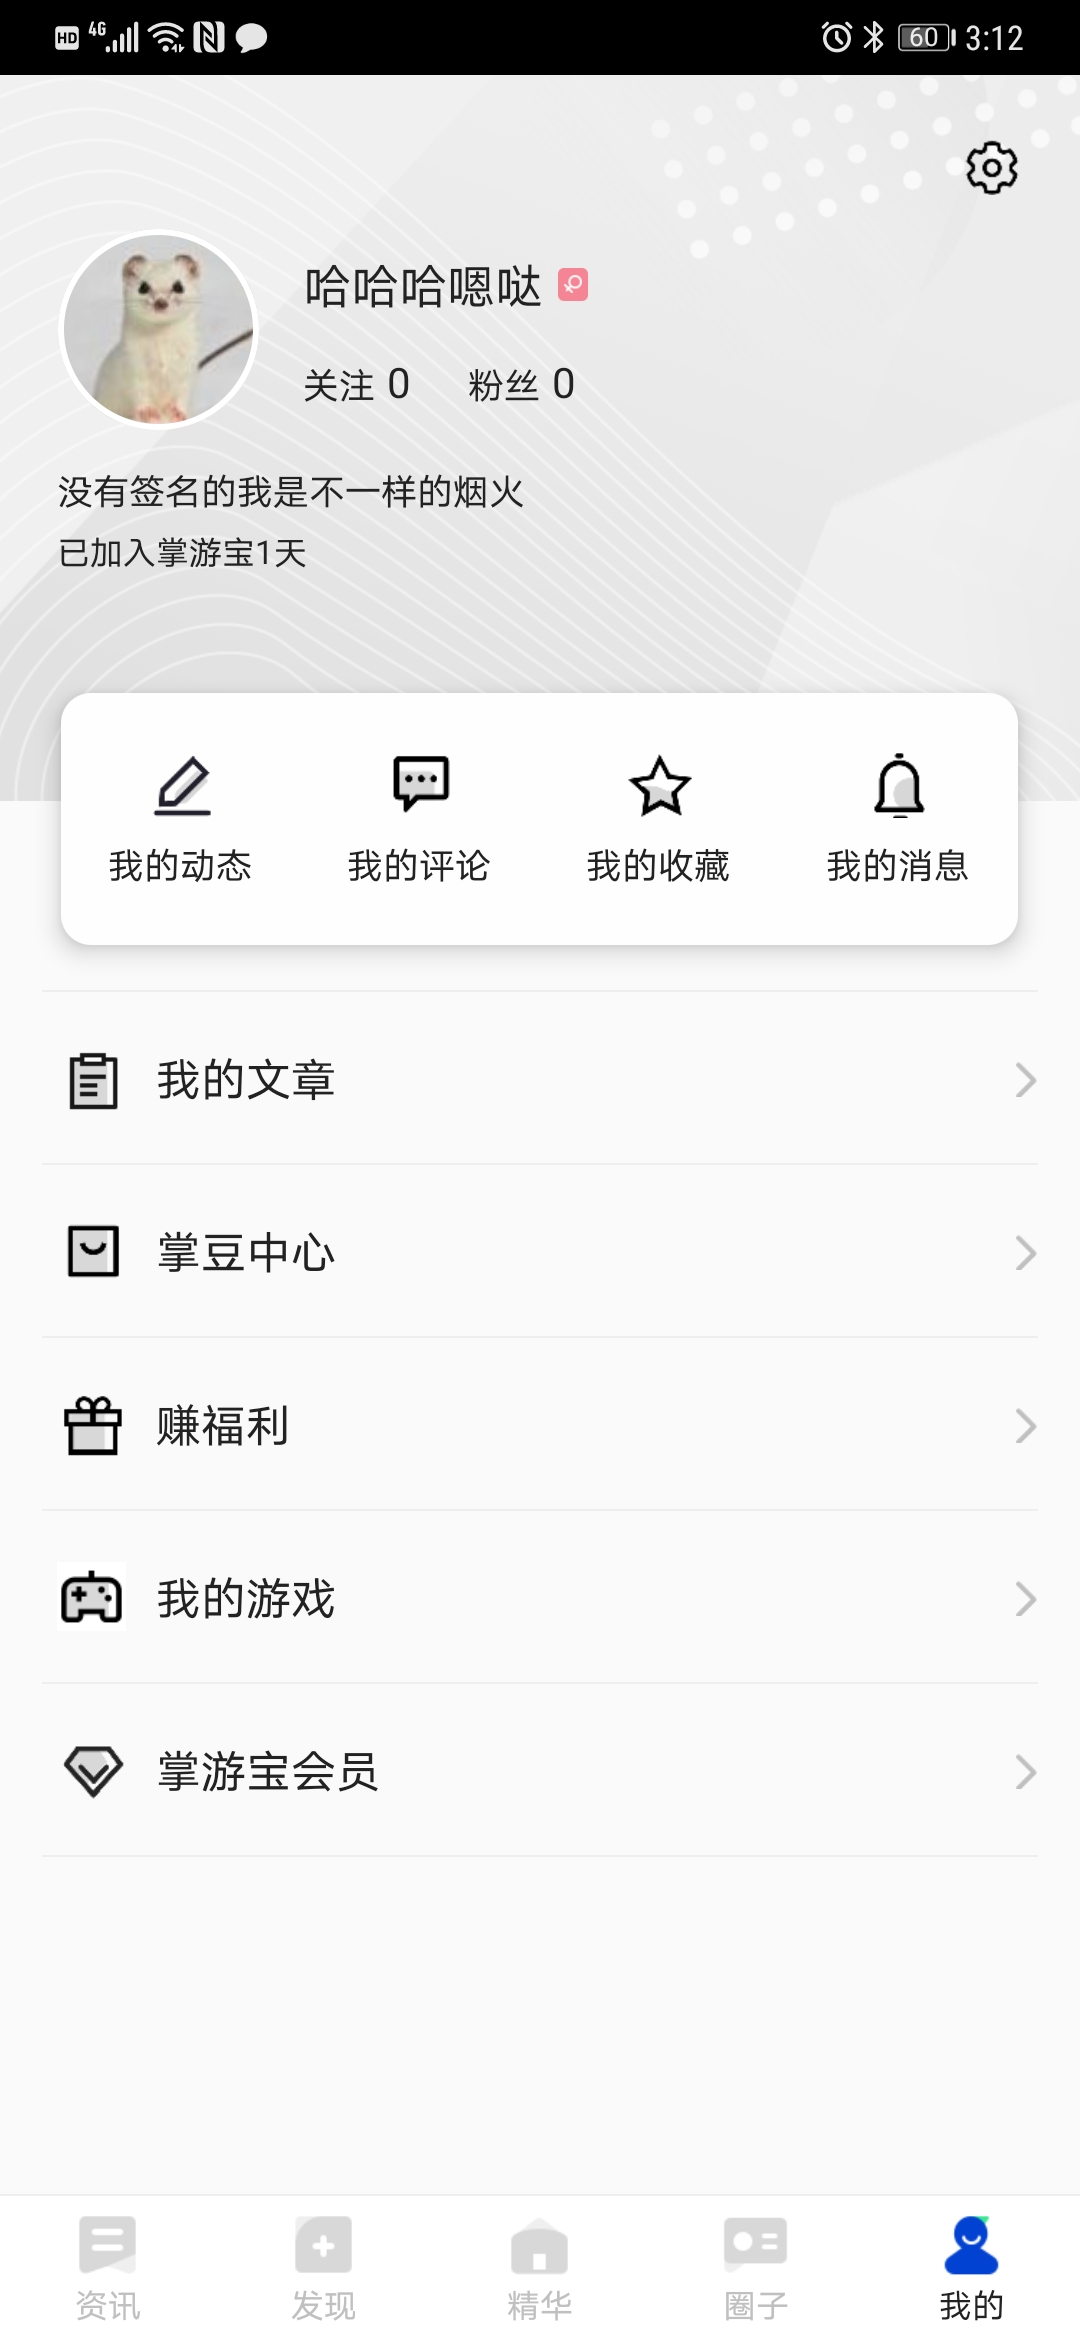 HD 4G 60 3:12
哈哈哈嗯哒
关注 0 粉丝 0
没有签名的我是不一样的烟火
已加入掌游宝1天
我的动态 我的评论 我的收藏 我的消息
我的文章
掌豆中心
赚福利
我的游戏
掌游宝会员
资讯 发现 精华 圈子 我的